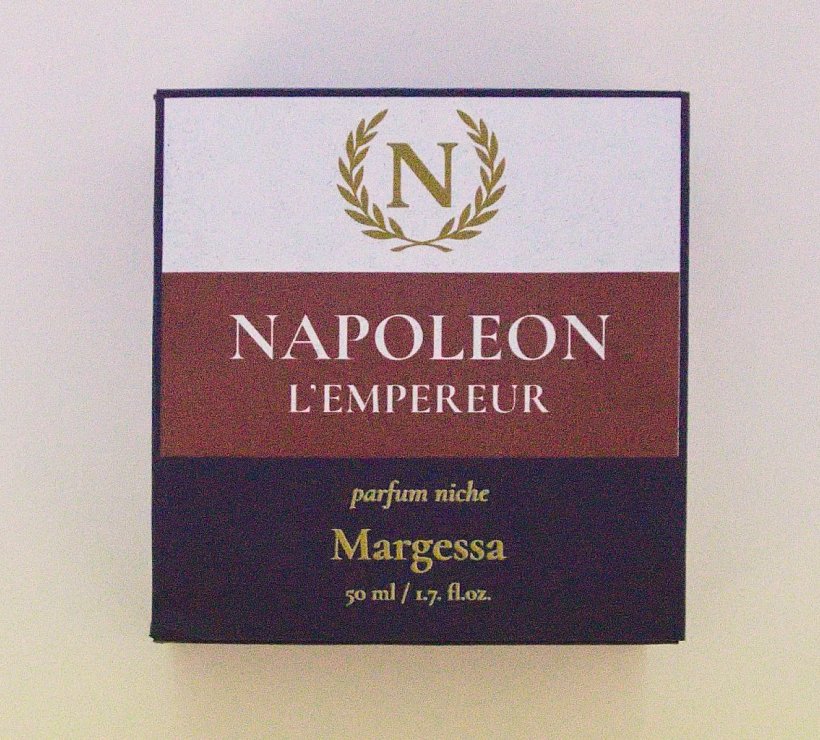 N
NAPOLEON
L'EMPEREUR
parfum niche
Margessa
50 ml / 1.7. fl.oz.